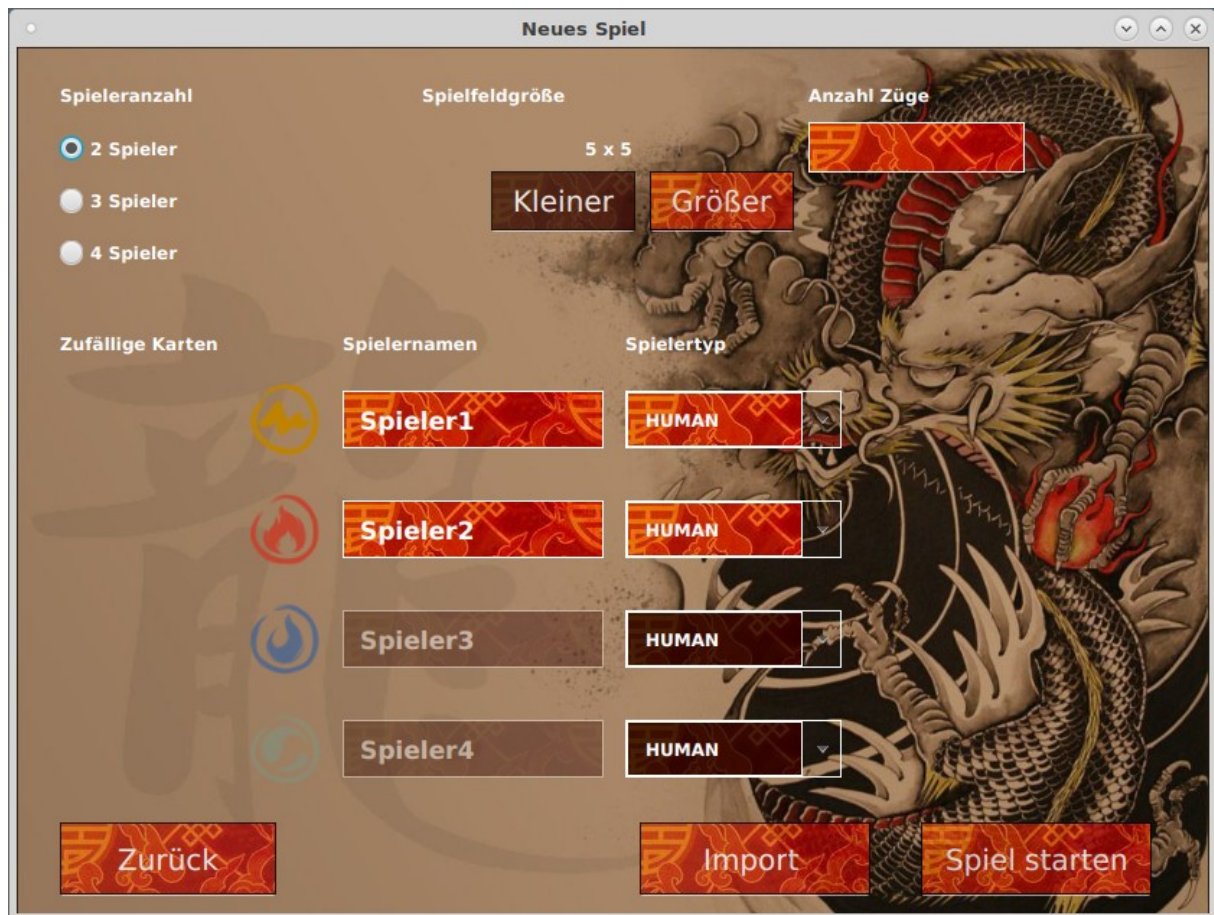 Neues Spiel
Spieleranzahl
Spielfeldgröße
Anzahl Züge
2 Spieler
5 x 5
3 Spieler
Kleiner
Größer
4 Spieler
Zufällige Karten
Spielernamen
Spielertyp
Spieler1
HUMAN
Spieler2
HUMAN
Spieler3
HUMAN
Spieler4
HUMAN
Zurück
Import
Spiel starten
龍